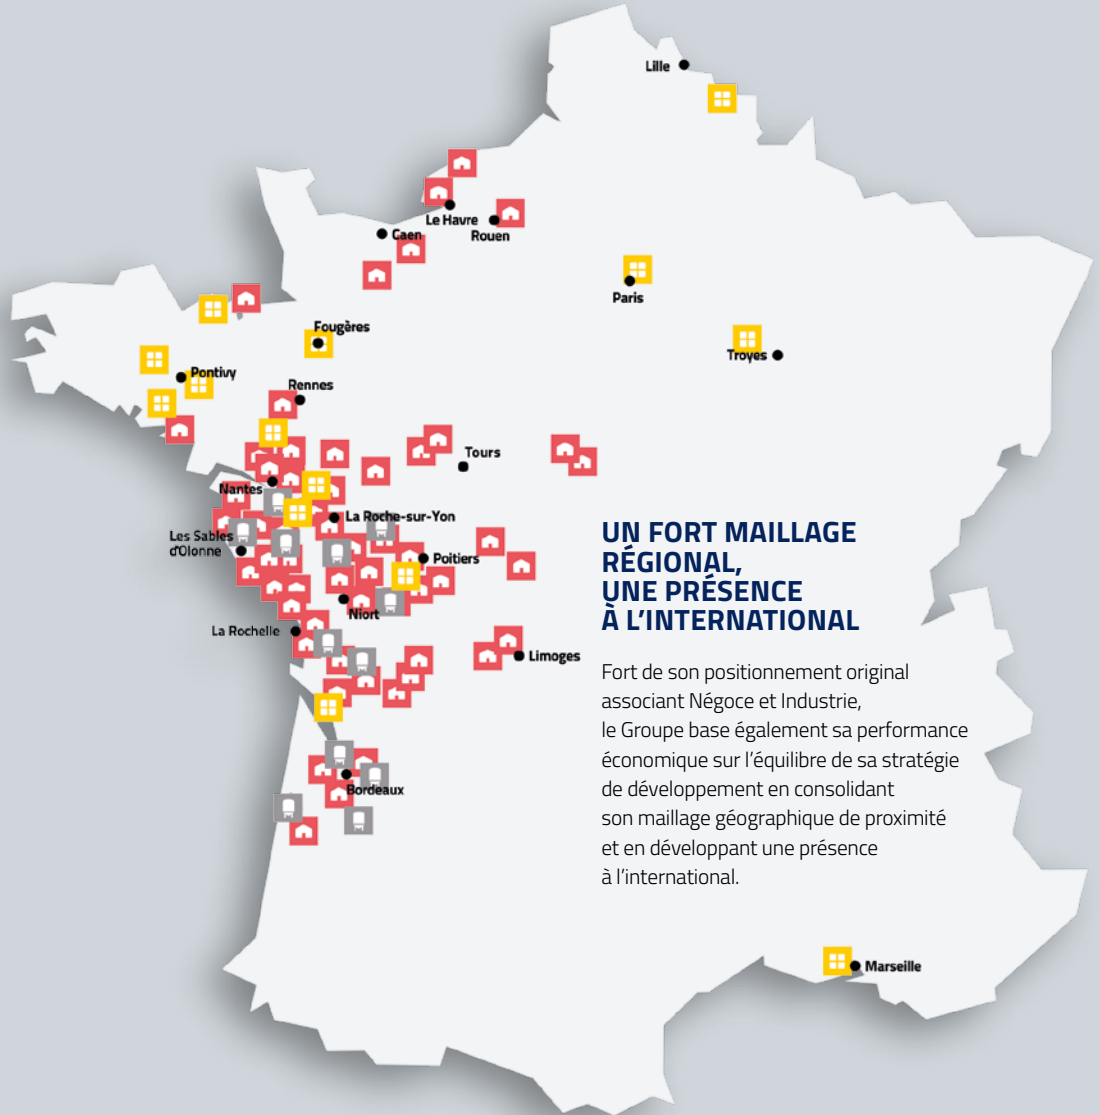 Lille
Le Havre
Caen
Rouen
Paris
Fougères
Troyes
Pontivy
Rennes
Tours
Nantes
La Roche-sur-Yon
Les Sables
d'Olonne
Poitiers
Niort
La Rochelle
Limoges
Bordeaux
Marseille
UN FORT MAILLAGE
RÉGIONAL,
UNE PRÉSENCE
À L'INTERNATIONAL
Fort de son positionnement original
associant Négoce et Industrie,
le Groupe base également sa performance
économique sur l'équilibre de sa stratégie
de développement en consolidant
son maillage géographique de proximité
et en développant une présence
à l'international.